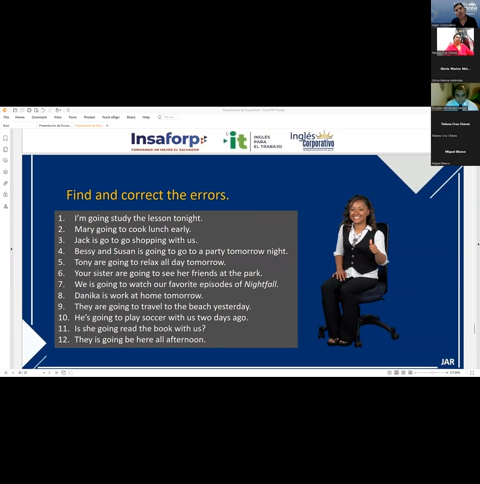 Insaforp
FORMANDO UN MEJOR EL SALVADOR
it
INGLÉS
PARA EL
TRABAJO
Inglés
Corporativo
Find and correct the errors.
1. I'm going study the lesson tonight.
2. Mary going to cook lunch early.
3. Jack is go to go shopping with us.
4. Bessy and Susan is going to go to a party tomorrow night.
5. Tony are going to relax all day tomorrow.
6. Your sister are going to see her friends at the park.
7. We is going to watch our favorite episodes of Nightfall.
8. Danika is work at home tomorrow.
9. They are going to travel to the beach yesterday.
10. He's going to play soccer with us two days ago.
11. Is she going read the book with us?
12. They is going be here all afternoon.
JAR
Home
Comment
View
Form
Protect
Share
Help
Tatiana Cruz Chávez
Miguel Blanco